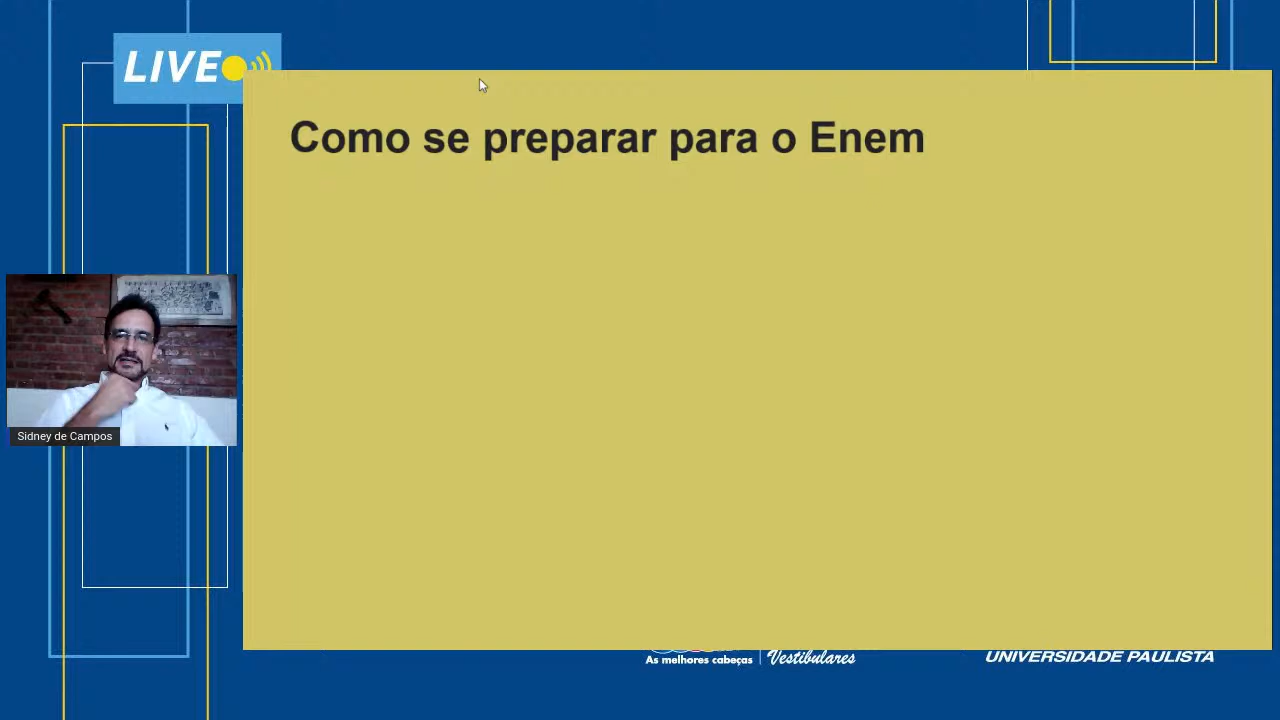 LIVE
Como se preparar para o Enem
Sidney de Campos
As melhores cabeças
Vestibulares
UNIVERSIDADE PAULISTA